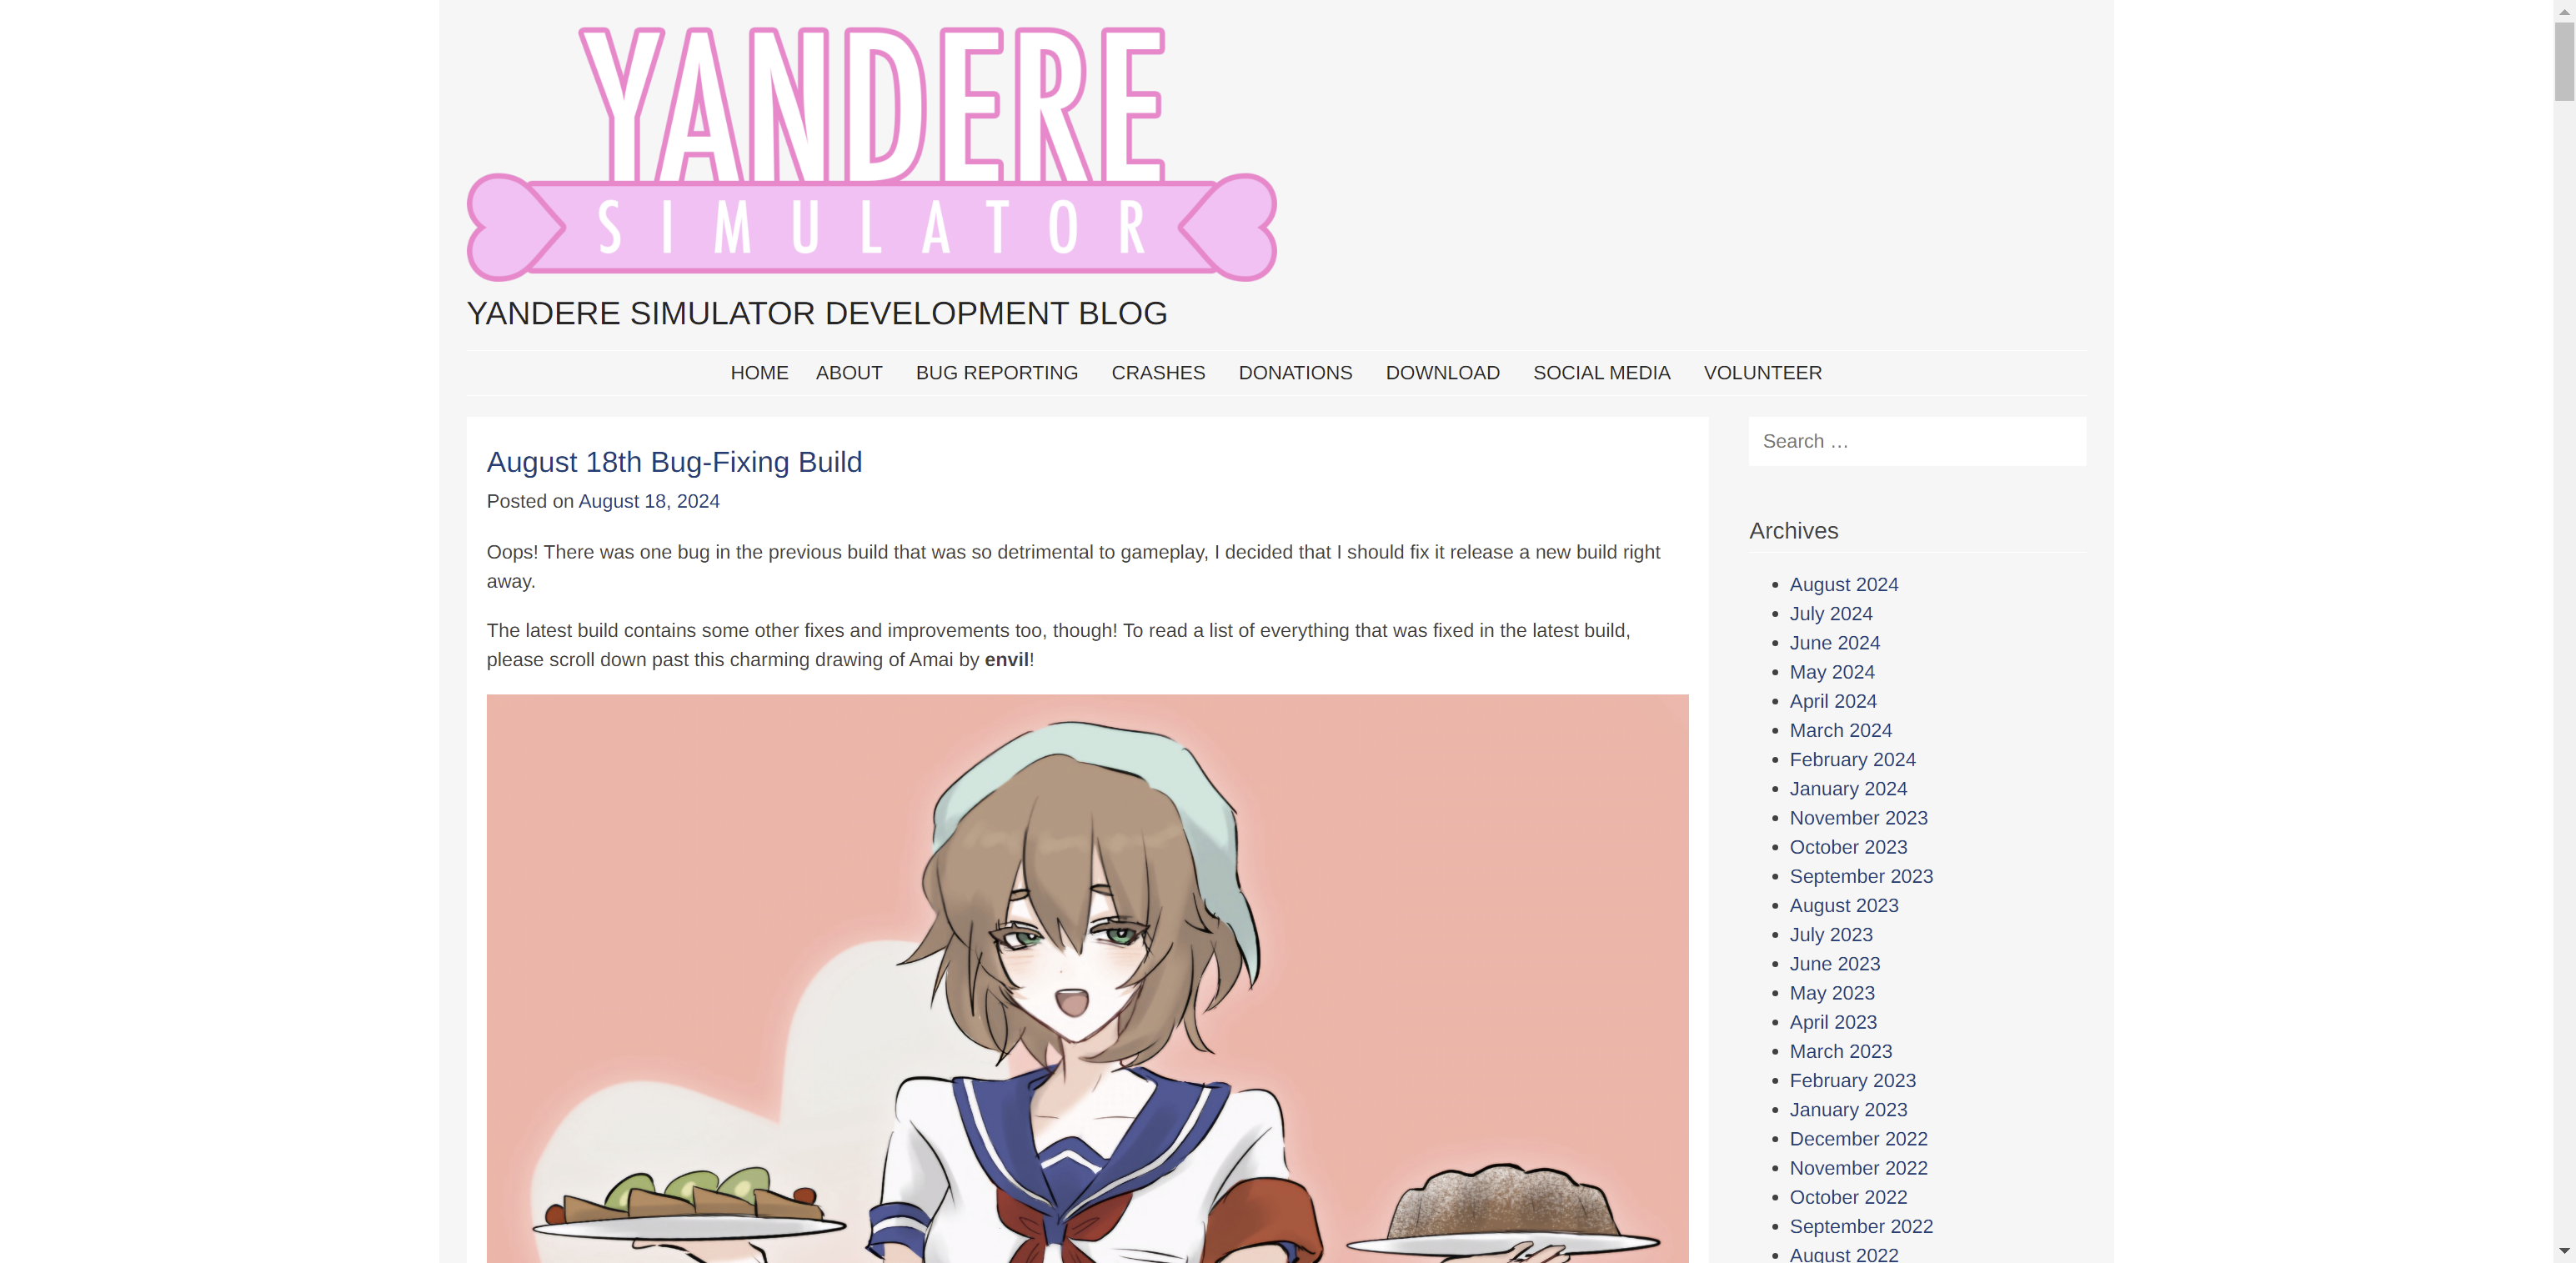 YANDERE
SIMULATOR
YANDERE SIMULATOR DEVELOPMENT BLOG
HOME ABOUT BUG REPORTING CRASHES DONATIONS DOWNLOAD SOCIAL MEDIA VOLUNTEER
August 18th Bug-Fixing Build
Posted on August 18, 2024
Oops! There was one bug in the previous build that was so detrimental to gameplay, I decided that I should fix it release a new build right
away.
The latest build contains some other fixes and improvements too, though! To read a list of everything that was fixed in the latest build,
please scroll down past this charming drawing of Amai by envil!
Search …
Archives
August 2024
July 2024
June 2024
May 2024
April 2024
March 2024
February 2024
January 2024
November 2023
October 2023
September 2023
August 2023
July 2023
June 2023
May 2023
April 2023
March 2023
February 2023
January 2023
December 2022
November 2022
October 2022
September 2022
August 2022